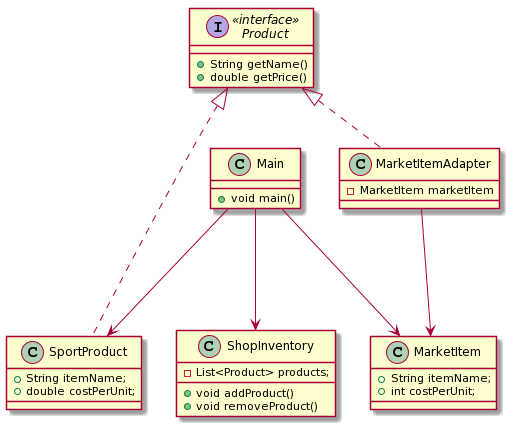 I
«interface»
Product
String getName()
double getPrice()
C Main
void main()
C MarketItemAdapter
MarketItem marketItem
C SportProduct
String itemName;
double costPerUnit;
C ShopInventory
List<Product> products;
void addProduct()
void removeProduct()
C MarketItem
String itemName;
int costPerUnit;